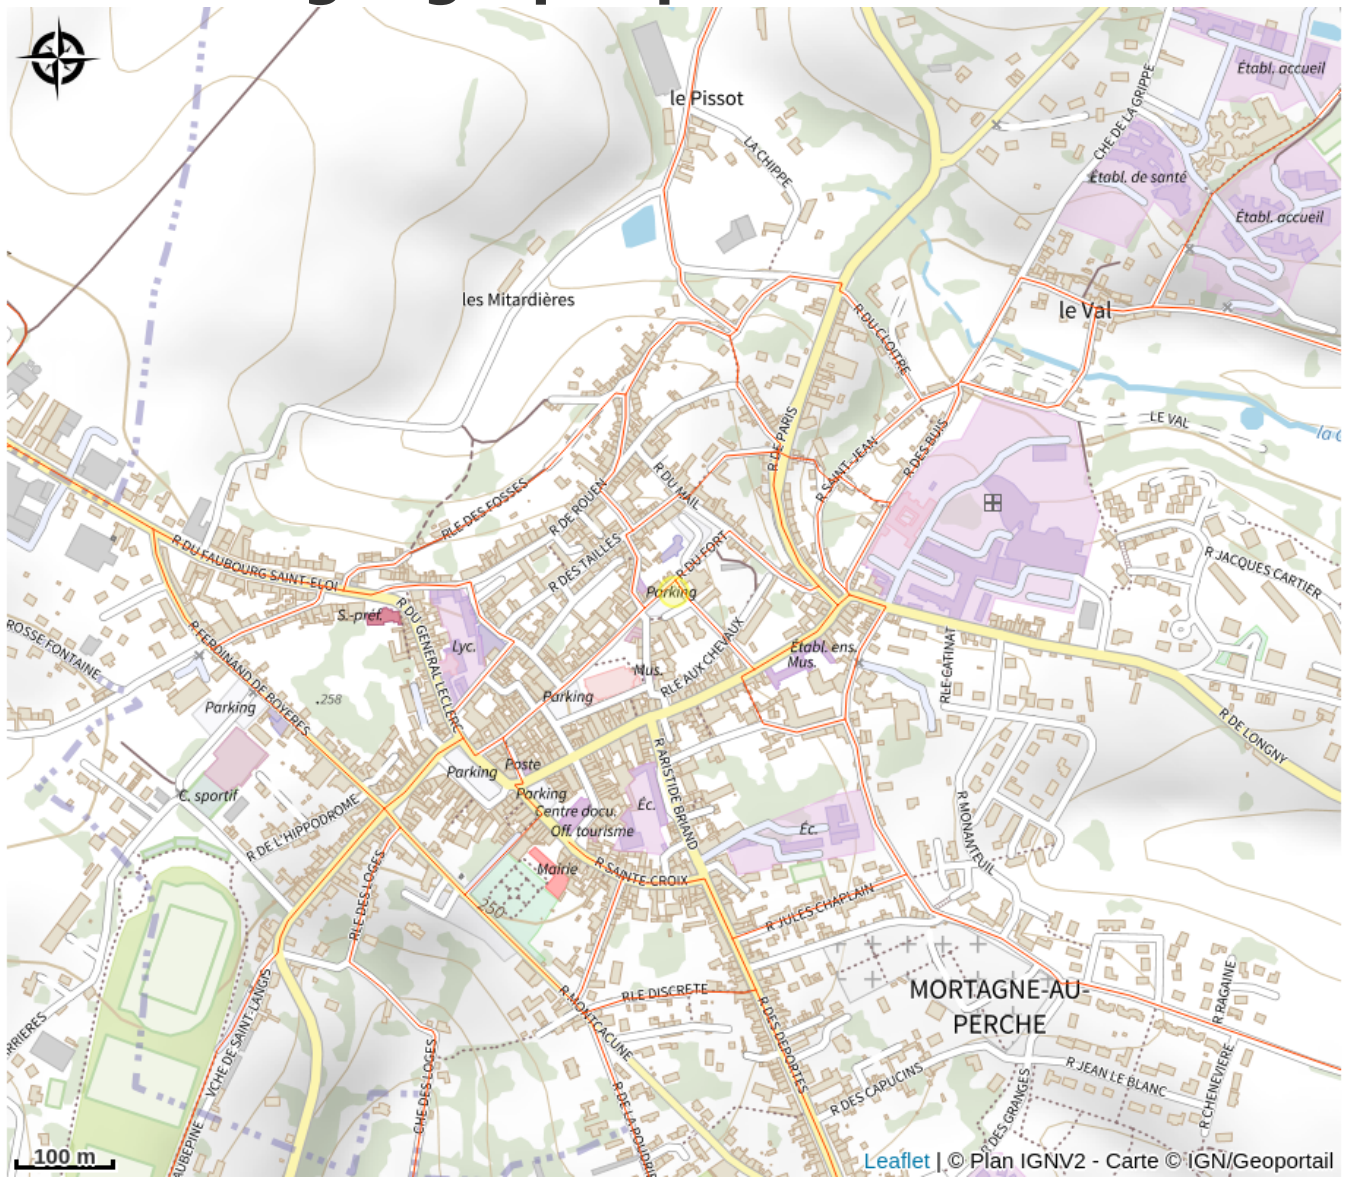 le Pissot
Établ. accueil
CHE DE LA GRIPPE
LA CHIPPE
Établ. de santé
Établ. accueil
les Mitardières
le Val
R DU CLOITRE
LE VAL
R DE PARIS
R SAINT-JEAN
R DES BUIS
R DU MAIL
RLE DES FOSSES
R DE ROUEN
R DES TAILLES
R DU FORT
R DU FAUBOURG SAINT-ELOI
R JACQUES CARTIER
Parking
S.-préf.
R DU GENERAL LECLERC
Lyc.
R FERDINAND DE BOYERES
ROSSE FONTAINE
Établ. ens.
Mus.
Mus.
RLE AUX CHEVAUX
RLE CATINAT
.258
Parking
Parking
R DE LONGNY
R ARISTIDE BRIAND
Poste
Parking
Parking
C. sportif
Centre docu.
Éc.
Off. tourisme
Éc.
R DE L'HIPPODROME
R MONANTEUIL
Mairie
R SAINTE-CROIX
RLE DES LOGES
250
R JULES CHAPLAIN
MORTAGNE-AU-
PERCHE
RLE DISCRETE
R MONTCACUNE
R DES DEPORTES
R RAGAINE
VCHE DE SAINT-LANGIS
RRIERES
R JEAN LE BLANC
R DES CAPUCINS
CHE DES LOGES
R DE LA POUDRI
R DES GRANGES
R CHENEVIERE
AUBEPINE
100 m
Leaflet | © Plan IGNV2 - Carte © IGN/Geoportail